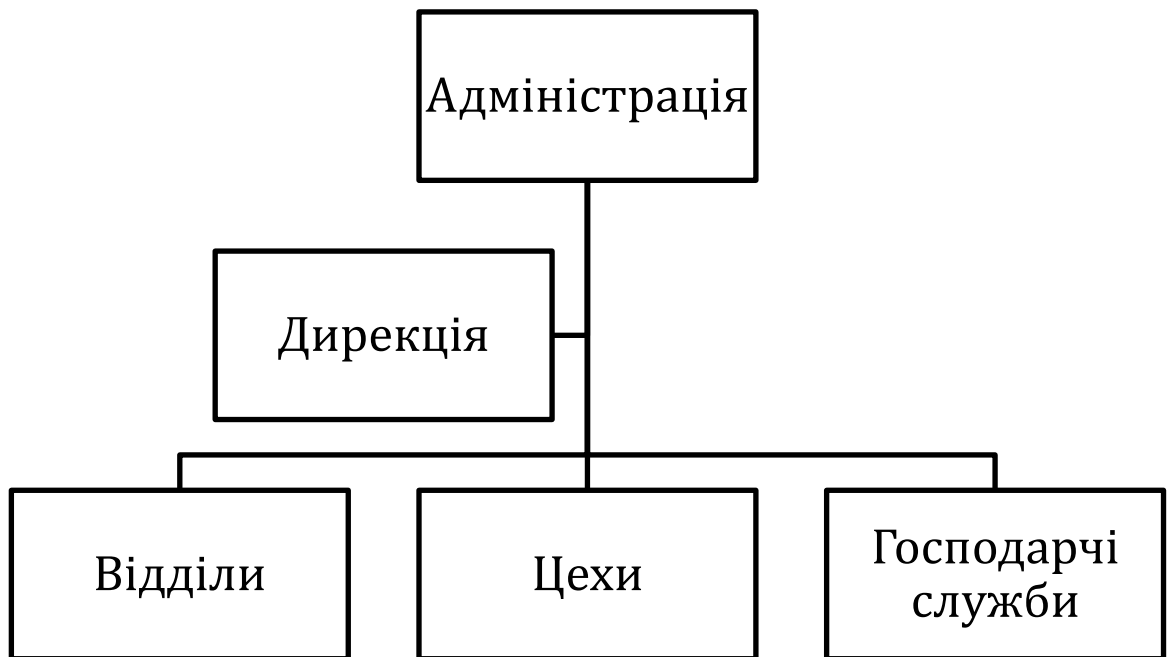 Адміністрація
Дирекція
Відділи
Цехи
Господарчі
служби